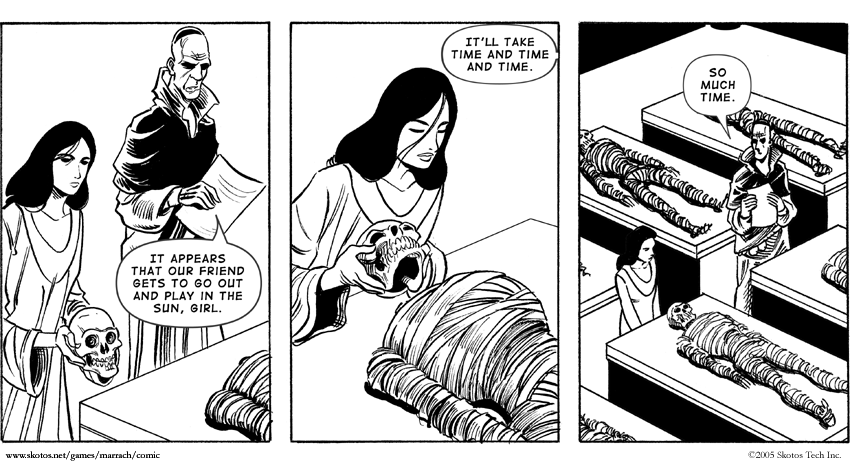 IT APPEARS
THAT OUR FRIEND
GETS TO GO OUT
AND PLAY IN THE
SUN, GIRL.
IT'LL TAKE
TIME AND TIME
AND TIME.
SO
MUCH
TIME.
www.skotos.net/games/marrach/comic
©2005 Skotos Tech Inc.